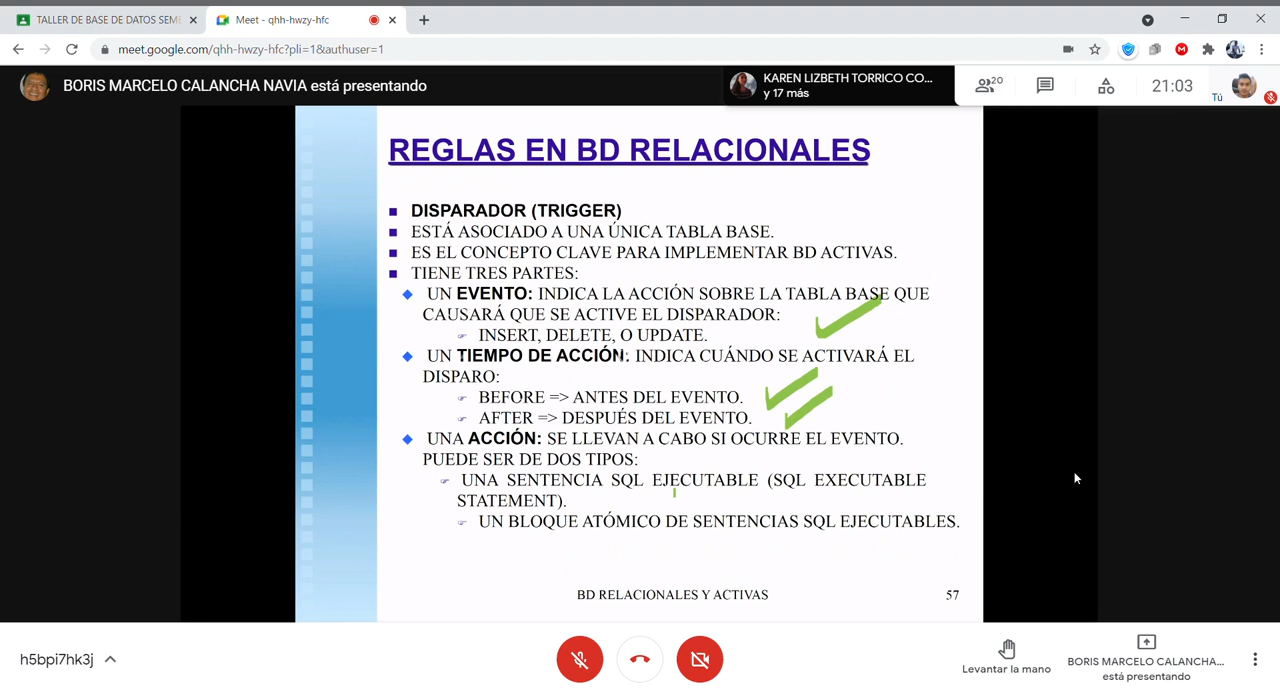 TALLER DE BASE DE DATOS SEME
Meet - qhh-hwzy-hfc
meet.google.com/qhh-hwzy-hfc?pli=1&authuser=1
BORIS MARCELO CALANCHA NAVIA está presentando
KAREN LIZBETH TORRICO CO...
y 17 más
20
21:03
Tú
REGLAS EN BD RELACIONALES
DISPARADOR (TRIGGER)
ESTÁ ASOCIADO A UNA ÚNICA TABLA BASE.
ES EL CONCEPTO CLAVE PARA IMPLEMENTAR BD ACTIVAS.
TIENE TRES PARTES:
UN EVENTO: INDICA LA ACCIÓN SOBRE LA TABLA BASE QUE
CAUSARÁ QUE SE ACTIVE EL DISPARADOR:
INSERT, DELETE, O UPDATE.
UN TIEMPO DE ACCIÓN: INDICA CUÁNDO SE ACTIVARÁ EL
DISPARO:
BEFORE => ANTES DEL EVENTO.
AFTER => DESPUÉS DEL EVENTO.
UNA ACCIÓN: SE LLEVAN A CABO SI OCURRE EL EVENTO.
PUEDE SER DE DOS TIPOS:
UNA SENTENCIA SQL EJECUTABLE (SQL EXECUTABLE
STATEMENT).
UN BLOQUE ATÓMICO DE SENTENCIAS SQL EJECUTABLES.
BD RELACIONALES Y ACTIVAS
57
h5bpi7hk3j
Levantar la mano
BORIS MARCELO CALANCHA...
está presentando